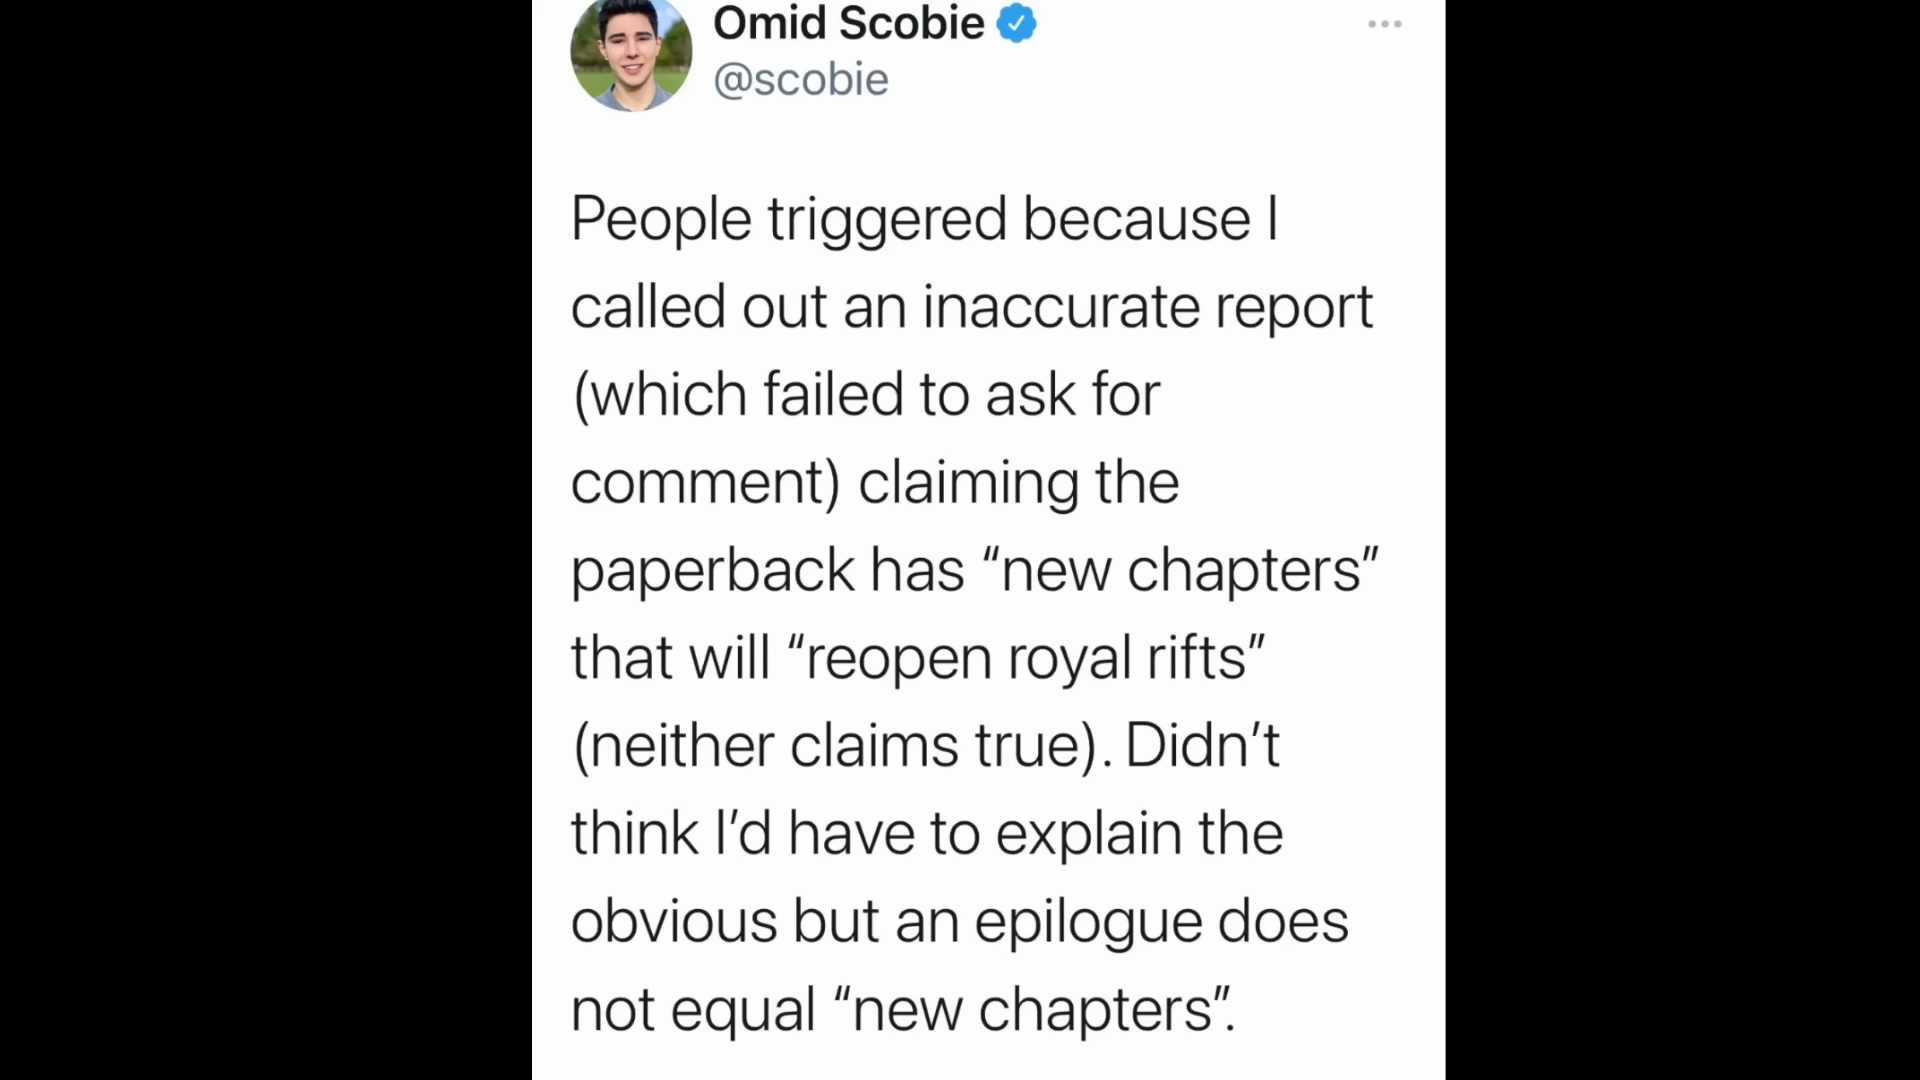 Omid Scobie
@scobie
People triggered because I
called out an inaccurate report
(which failed to ask for
comment) claiming the
paperback has “new chapters”
that will “reopen royal rifts”
(neither claims true). Didn’t
think I’d have to explain the
obvious but an epilogue does
not equal “new chapters”.